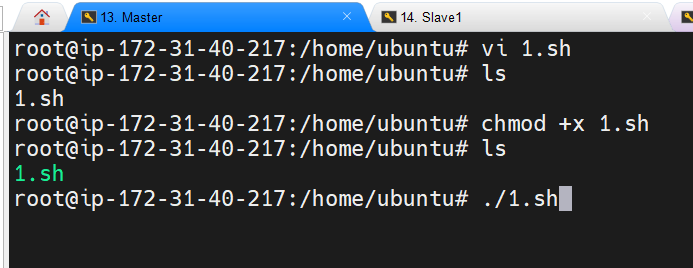 13. Master
14. Slave1
root@ip-172-31-40-217:/home/ubuntu# vi 1.sh
root@ip-172-31-40-217:/home/ubuntu# ls
1.sh
root@ip-172-31-40-217:/home/ubuntu# chmod +x 1.sh
root@ip-172-31-40-217:/home/ubuntu# ls
1.sh
root@ip-172-31-40-217:/home/ubuntu# ./1.sh